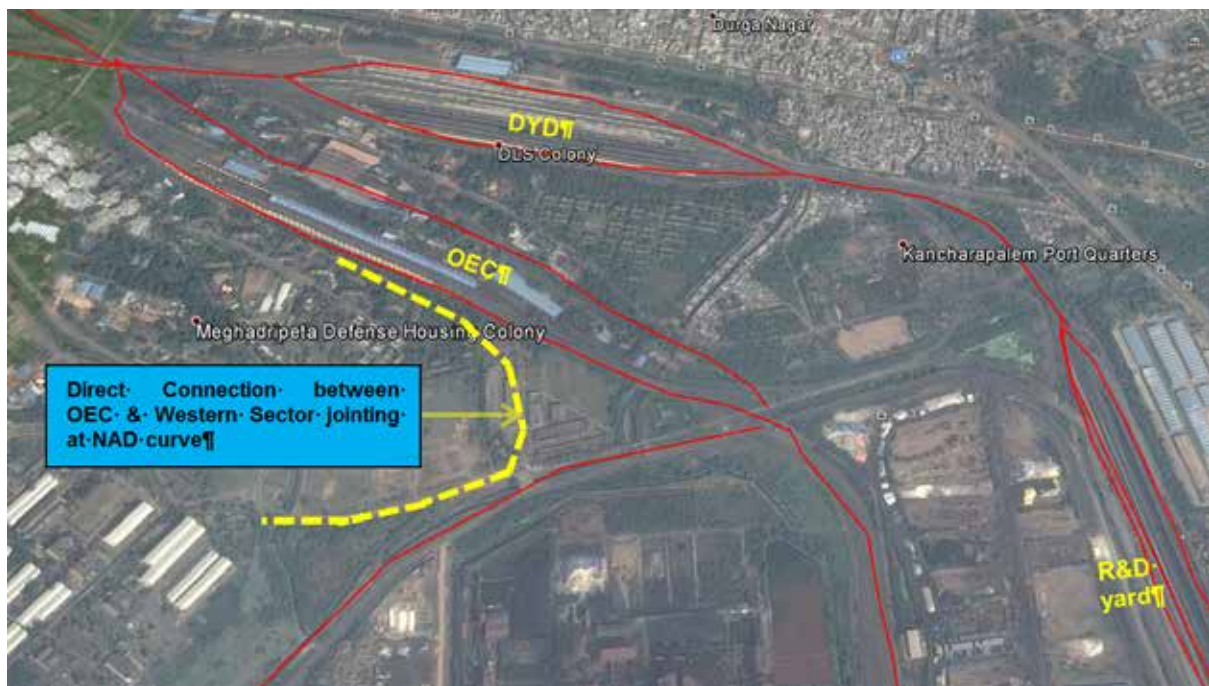 Durga Nagar
DYD¶
DLS Colony
OEC¶
Kancharapalem Port Quarters
Meghadripeta Defense Housing Colony
Direct· Connection· between·
OEC· &· Western· Sector· jointing·
at·NAD·curve¶
R&D·
yard¶